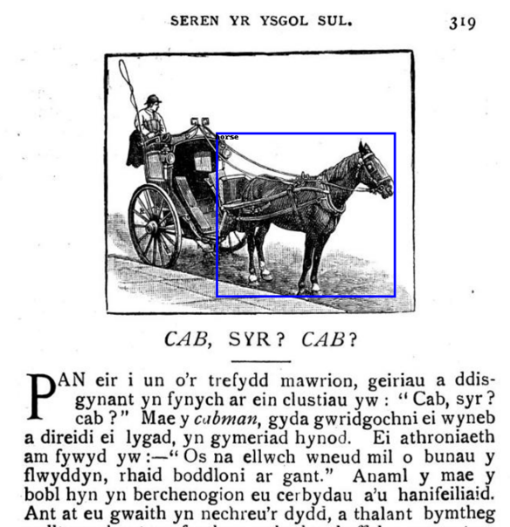 SEREN YR YSGOL SUL. 319
horse
CAB, SYR? CAB?
PAN eir i un o'r trefydd mawrion, geiriau a ddis-
gynant yn fynych ar ein clustiau yw: "Cab, syr?
cab?" Mae y cabman, gyda gwridgochni ei wyneb
a direidi ei lygad, yn gymeriad hynod. Ei athroniaeth
am fywyd yw:—"Os na ellwch wneud mil o bunau y
flwyddyn, rhaid boddloni ar gant." Anaml y mae y
bobl hyn yn berchenogion eu cerbydau a'u hanifeiliaid.
Ant at eu gwaith yn nechreu'r dydd, a thalant bymtheg